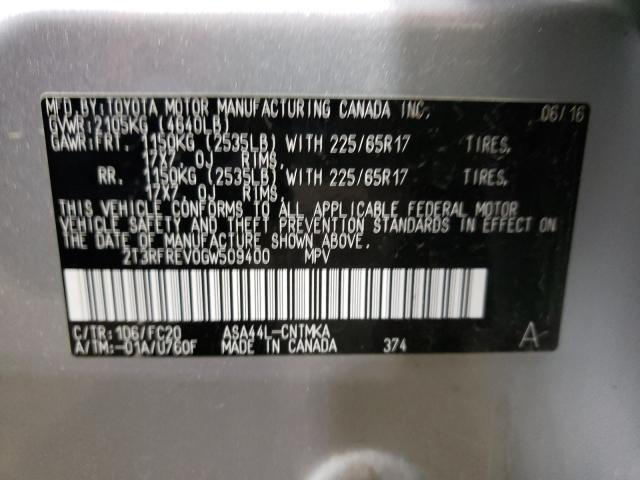 MFD.BY:TOYOTA MOTOR MANUFACTURING CANADA INC. 06/16
GVWR:2105KG (4640LB)
GAWR:FRT. 1150KG (2535LB) WITH 225/65R17 TIRES,
17X7.0J RIMS,
RR. 1150KG (2535LB) WITH 225/65R17 TIRES,
17X7.0J RIMS,
THIS VEHICLE CONFORMS TO ALL APPLICABLE FEDERAL MOTOR
VEHICLE SAFETY AND THEFT PREVENTION STANDARDS IN EFFECT ON
THE DATE OF MANUFACTURE SHOWN ABOVE.
2T3RFREV0GW509400 MPV
C/TR:1D6/FC20 ASA44L-CNTMKA
A/TM:-01A/U760F MADE IN CANADA 374 A